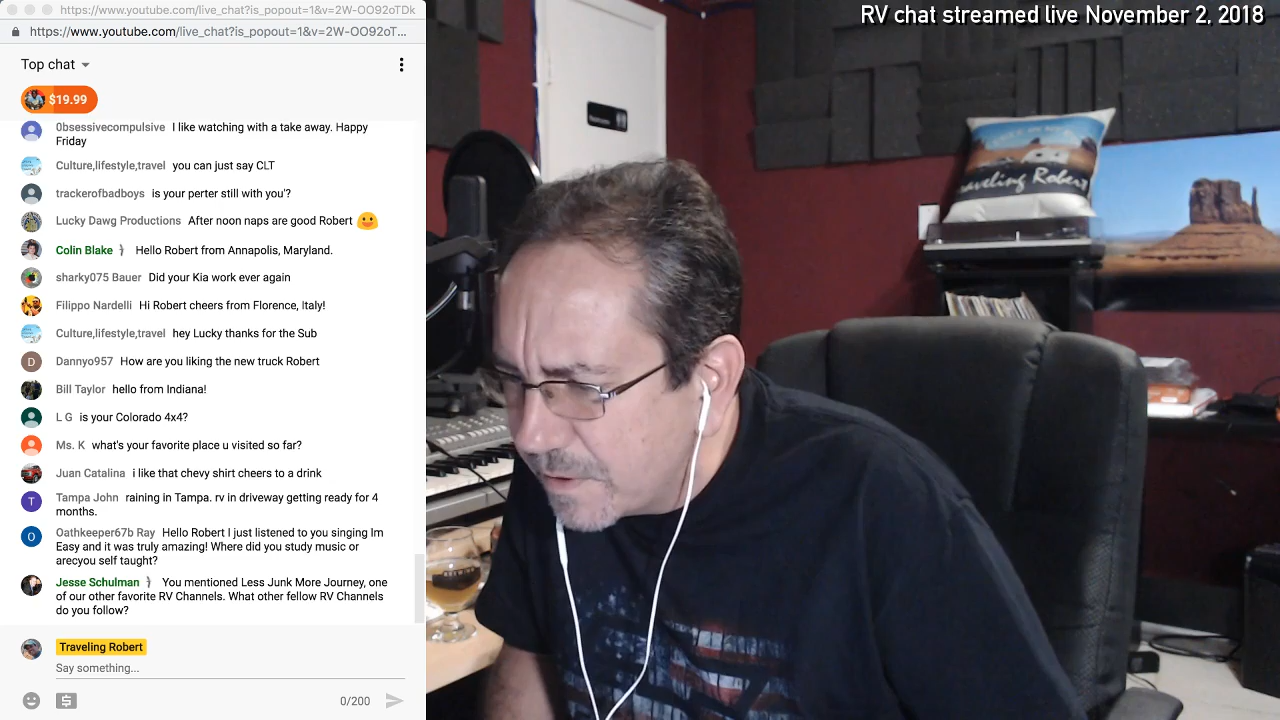 https://www.youtube.com/live_chat?is_popout=1&v=2W-OO92oTDk
RV chat streamed live November 2, 2018
https://www.youtube.com/live_chat?is_popout=1&v=2W-OO92oT...
Top chat
$19.99
0bsessivecompulsive I like watching with a take away. Happy
Friday
Culture,lifestyle,travel you can just say CLT
trackerofbadboys is your perter still with you'?
Lucky Dawg Productions After noon naps are good Robert
Colin Blake Hello Robert from Annapolis, Maryland.
sharky075 Bauer Did your Kia work ever again
Filippo Nardelli Hi Robert cheers from Florence, Italy!
Culture,lifestyle,travel hey Lucky thanks for the Sub
D Dannyo957 How are you liking the new truck Robert
Bill Taylor hello from Indiana!
L G is your Colorado 4x4?
Ms. K what's your favorite place u visited so far?
Juan Catalina i like that chevy shirt cheers to a drink
T Tampa John raining in Tampa. rv in driveway getting ready for 4
months.
O Oathkeeper67b Ray Hello Robert I just listened to you singing Im
Easy and it was truly amazing! Where did you study music or
arecyou self taught?
Jesse Schulman You mentioned Less Junk More Journey, one
of our other favorite RV Channels. What other fellow RV Channels
do you follow?
Traveling Robert
Say something...
0/200
Traveling Robert